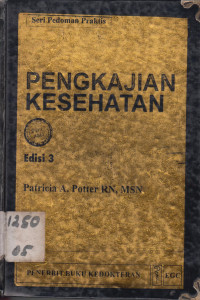 Seri Pedoman Praktis
PENGKAJIAN
KESEHATAN
Edisi 3
Patricia A. Potter RN, MSN.
1250
05
PENERBIT BUKU KEDOKTERAN EGC